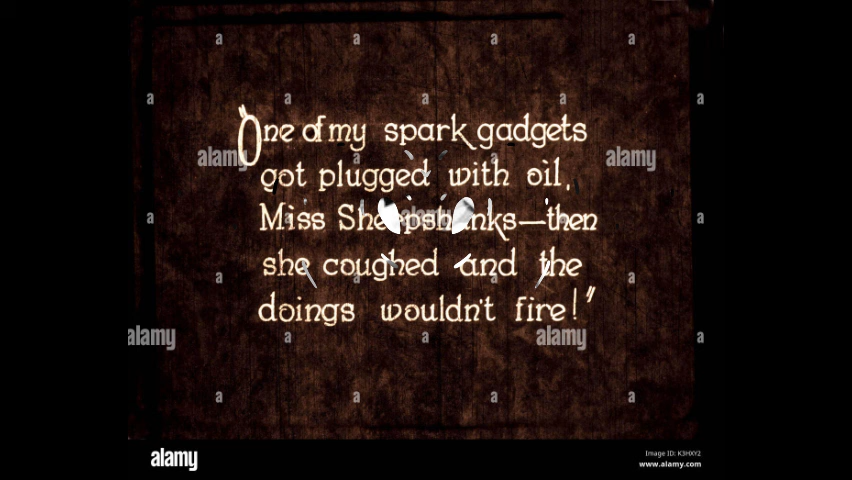 "One of my spark gadgets
got plugged with oil,
Miss Sheepshanks—then
she coughed and the
doings wouldn't fire!"
alamy
Image ID: K3HXY2
www.alamy.com